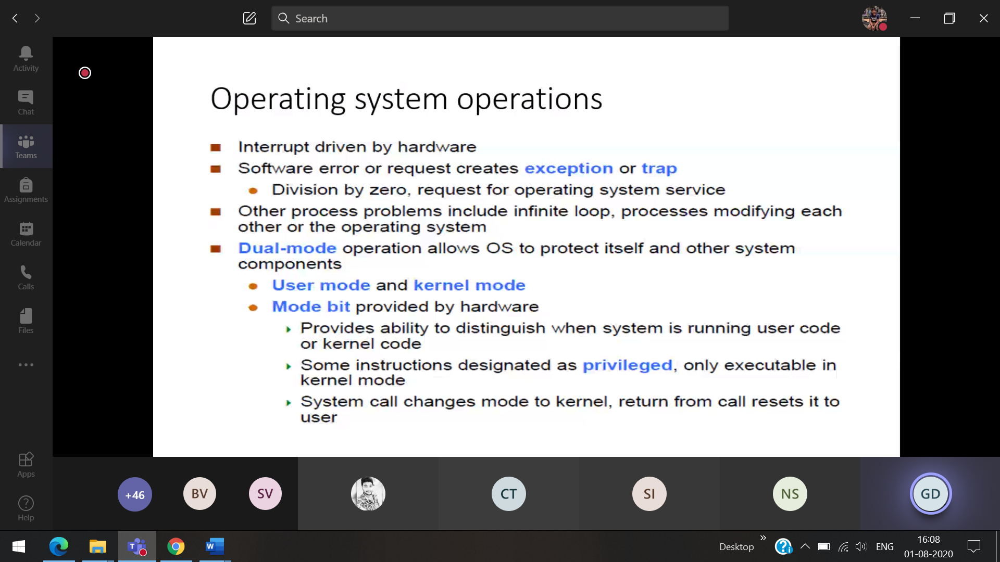 Search
Activity
Chat
Teams
Assignments
Calendar
Calls
Files
Apps
Help
Operating system operations
Interrupt driven by hardware
Software error or request creates exception or trap
Division by zero, request for operating system service
Other process problems include infinite loop, processes modifying each
other or the operating system
Dual-mode operation allows OS to protect itself and other system
components
User mode and kernel mode
Mode bit provided by hardware
Provides ability to distinguish when system is running user code
or kernel code
Some instructions designated as privileged, only executable in
kernel mode
System call changes mode to kernel, return from call resets it to
user
+46
BV
SV
CT
SI
NS
GD
Desktop
ENG
16:08
01-08-2020